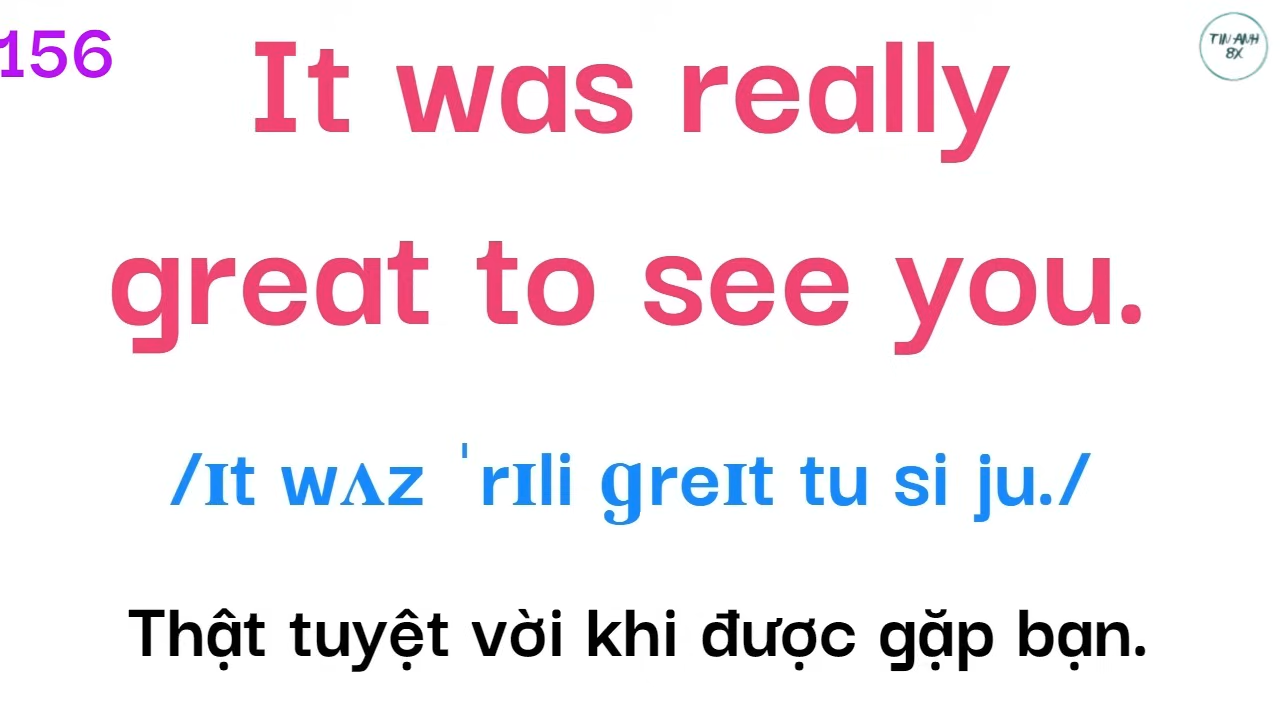 156
TIN ANH
8X
It was really
great to see you.
/ɪt wʌz ˈrɪli ɡreɪt tu si ju./
Thật tuyệt vời khi được gặp bạn.